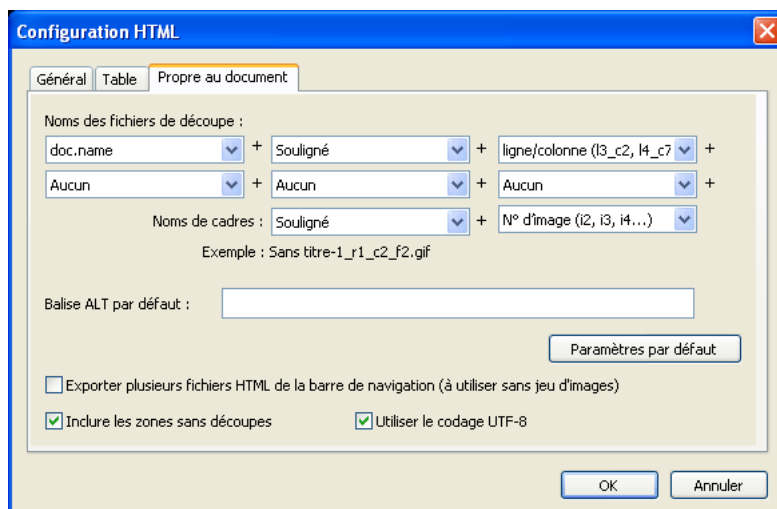 Configuration HTML
Général Table Propre au document
Noms des fichiers de découpe :
doc.name + Souligné + ligne/colonne (l3_c2, l4_c7 +
Aucun + Aucun + Aucun +
Noms de cadres : Souligné + N° d'image (i2, i3, i4...)
Exemple : Sans titre-1_r1_c2_f2.gif
Balise ALT par défaut :
Paramètres par défaut
Exporter plusieurs fichiers HTML de la barre de navigation (à utiliser sans jeu d'images)
Inclure les zones sans découpes Utiliser le codage UTF-8
OK Annuler